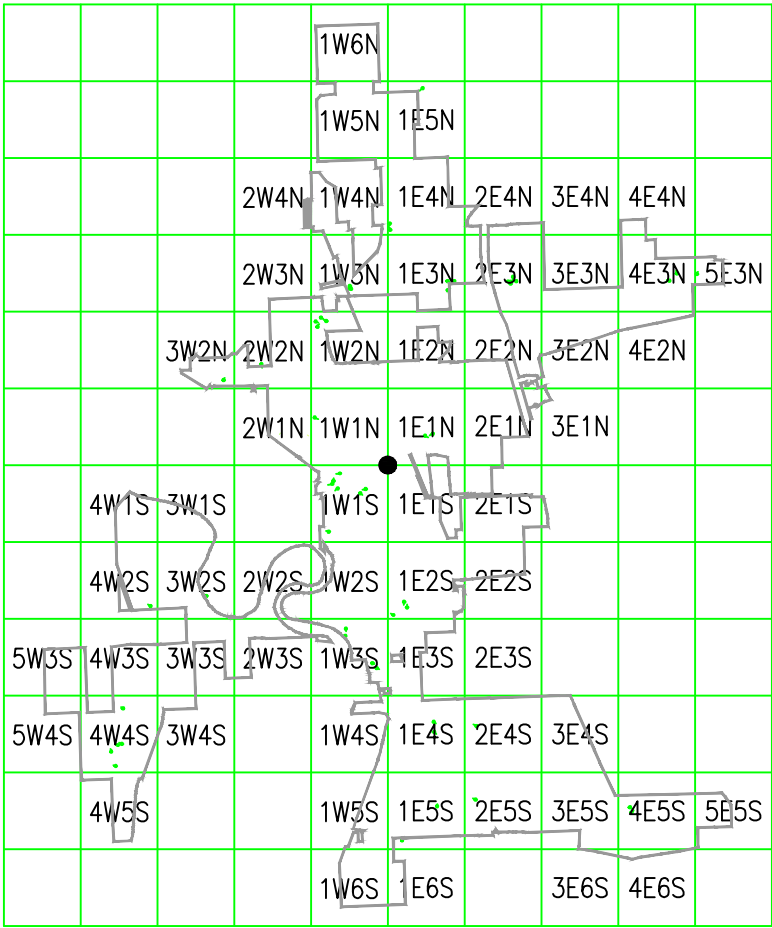 1W6N
1W5N 1E5N
2W4N 1W4N 1E4N 2E4N 3E4N 4E4N
2W3N 1W3N 1E3N 2E3N 3E3N 4E3N 5E3N
3W2N 2W2N 1W2N 1E2N 2E2N 3E2N 4E2N
2W1N 1W1N 1E1N 2E1N 3E1N
4W1S 3W1S 1W1S 1E1S 2E1S
4W2S 3W2S 2W2S 1W2S 1E2S 2E2S
5W3S 4W3S 3W3S 2W3S 1W3S 1E3S 2E3S
5W4S 4W4S 3W4S 1W4S 1E4S 2E4S 3E4S
4W5S 1W5S 1E5S 2E5S 3E5S 4E5S 5E5S
1W6S 1E6S 3E6S 4E6S